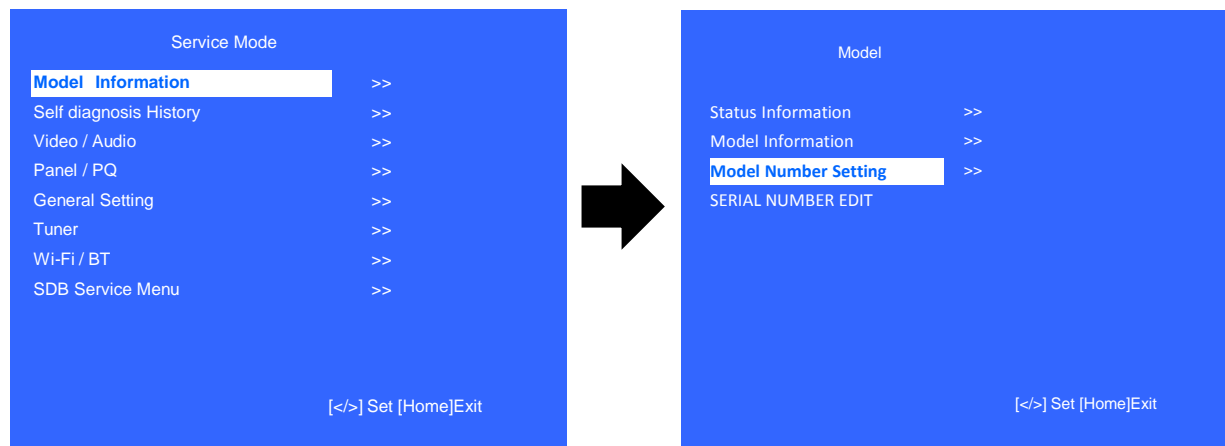 Service Mode
Model Information >>
Self diagnosis History >>
Video / Audio >>
Panel / PQ >>
General Setting >>
Tuner >>
Wi-Fi / BT >>
SDB Service Menu >>
[</>] Set [Home]Exit
Model
Status Information >>
Model Information >>
Model Number Setting >>
SERIAL NUMBER EDIT
[</>] Set [Home]Exit